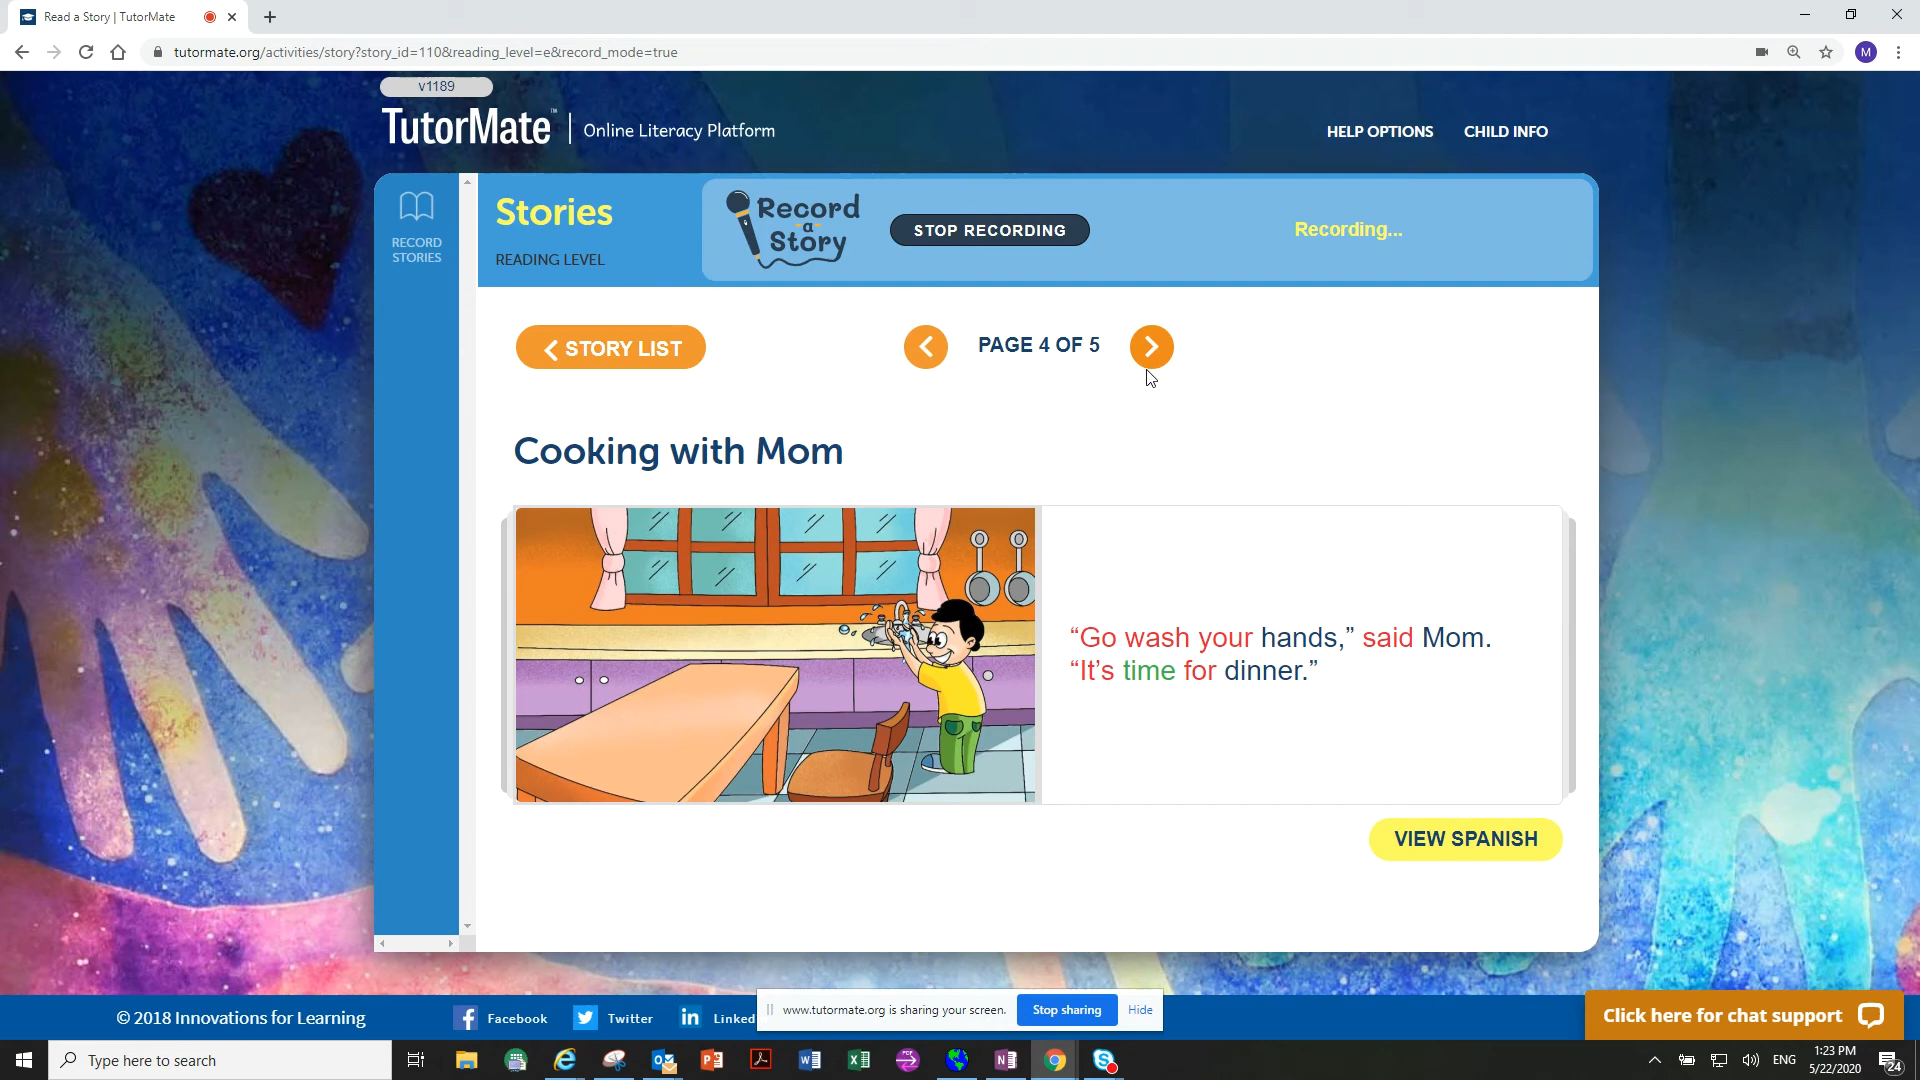 Read a Story | TutorMate
tutormate.org/activities/story?story_id=110&reading_level=e&record_mode=true
M
v1189
TutorMate™ | Online Literacy Platform
HELP OPTIONS
CHILD INFO
RECORD
STORIES
Stories
READING LEVEL
Record
a
Story
STOP RECORDING
Recording...
STORY LIST
PAGE 4 OF 5
Cooking with Mom
“Go wash your hands,” said Mom.
“It’s time for dinner.”
VIEW SPANISH
© 2018 Innovations for Learning
Facebook
Twitter
Linked
www.tutormate.org is sharing your screen.
Stop sharing
Hide
Click here for chat support
Type here to search
ENG
1:23 PM
5/22/2020
24